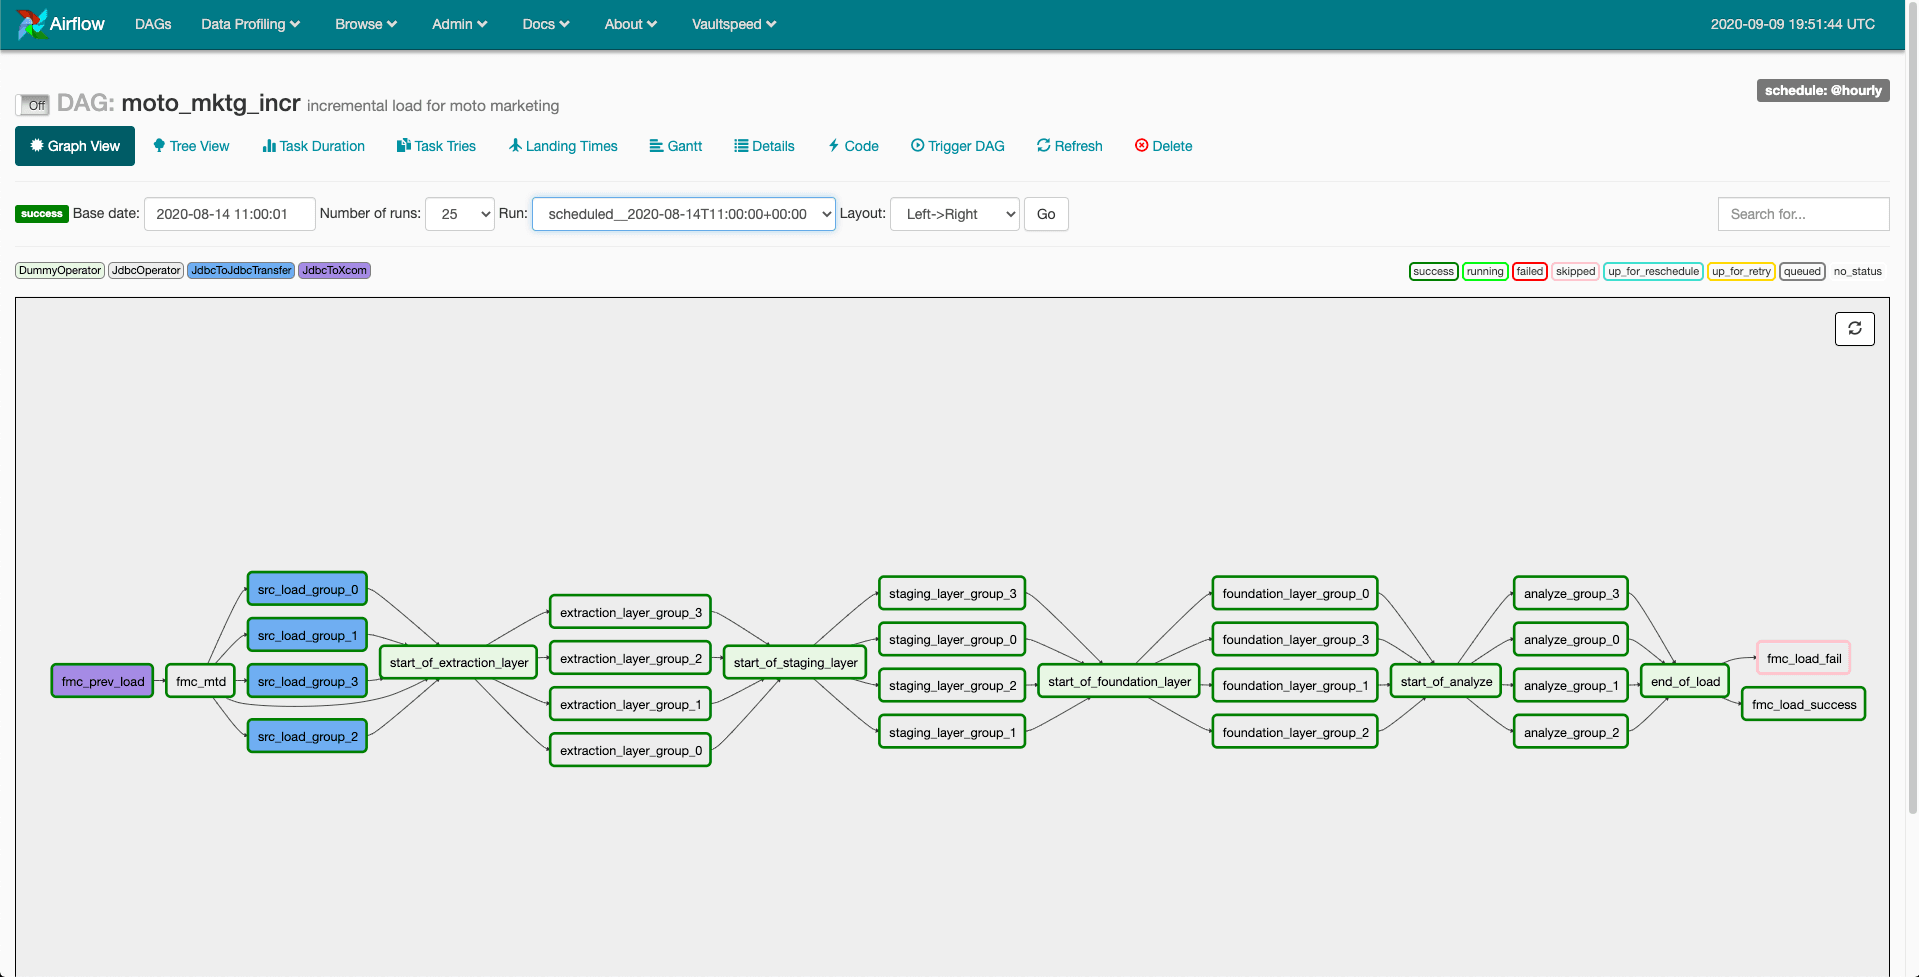 Airflow DAGs Data Profiling Browse Admin Docs About Vaultspeed 2020-09-09 19:51:44 UTC
Off DAG: moto_mktg_incr incremental load for moto marketing
schedule: @hourly
Graph View Tree View Task Duration Task Tries Landing Times Gantt Details Code Trigger DAG Refresh Delete
success Base date: 2020-08-14 11:00:01 Number of runs: 25 Run: scheduled__2020-08-14T11:00:00+00:00 Layout: Left->Right Go Search for...
DummyOperator JdbcOperator JdbcToJdbcTransfer JdbcToXcom success running failed skipped up_for_reschedule up_for_retry queued no_status
fmc_prev_load
fmc_mtd
src_load_group_0
src_load_group_1
src_load_group_3
src_load_group_2
start_of_extraction_layer
extraction_layer_group_3
extraction_layer_group_2
extraction_layer_group_1
extraction_layer_group_0
start_of_staging_layer
staging_layer_group_3
staging_layer_group_0
staging_layer_group_2
staging_layer_group_1
start_of_foundation_layer
foundation_layer_group_0
foundation_layer_group_3
foundation_layer_group_1
foundation_layer_group_2
start_of_analyze
analyze_group_3
analyze_group_0
analyze_group_1
analyze_group_2
end_of_load
fmc_load_fail
fmc_load_success